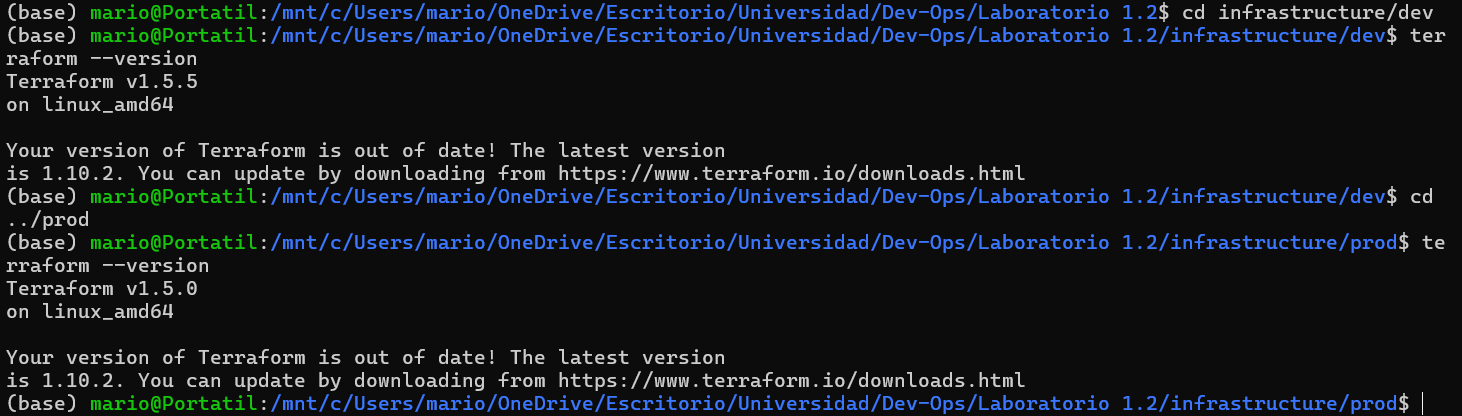 (base) mario@Portatil:/mnt/c/Users/mario/OneDrive/Escritorio/Universidad/Dev-Ops/Laboratorio 1.2$ cd infrastructure/dev
(base) mario@Portatil:/mnt/c/Users/mario/OneDrive/Escritorio/Universidad/Dev-Ops/Laboratorio 1.2/infrastructure/dev$ ter
raform --version
Terraform v1.5.5
on linux_amd64

Your version of Terraform is out of date! The latest version
is 1.10.2. You can update by downloading from https://www.terraform.io/downloads.html
(base) mario@Portatil:/mnt/c/Users/mario/OneDrive/Escritorio/Universidad/Dev-Ops/Laboratorio 1.2/infrastructure/dev$ cd
../prod
(base) mario@Portatil:/mnt/c/Users/mario/OneDrive/Escritorio/Universidad/Dev-Ops/Laboratorio 1.2/infrastructure/prod$ te
rraform --version
Terraform v1.5.0
on linux_amd64

Your version of Terraform is out of date! The latest version
is 1.10.2. You can update by downloading from https://www.terraform.io/downloads.html
(base) mario@Portatil:/mnt/c/Users/mario/OneDrive/Escritorio/Universidad/Dev-Ops/Laboratorio 1.2/infrastructure/prod$